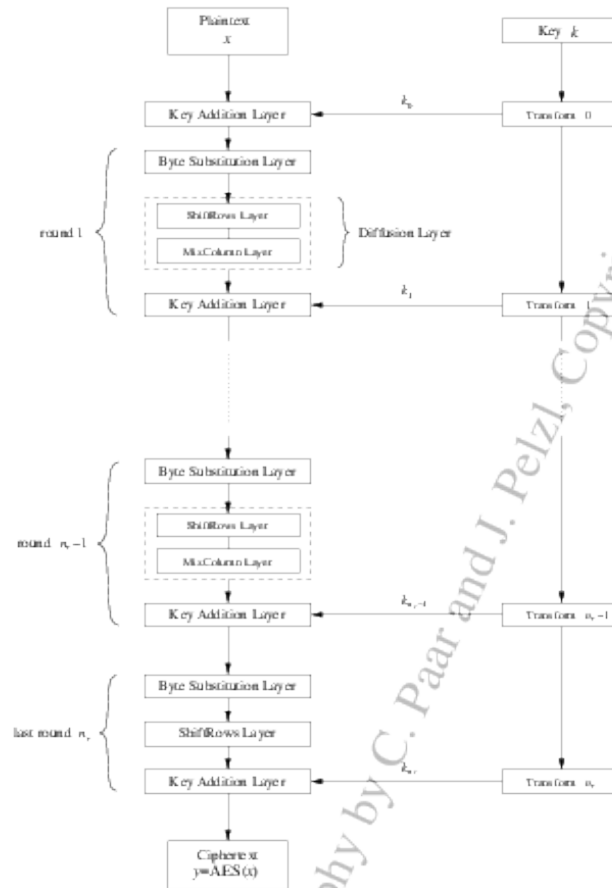 Plaintext
x
Key k
Key Addition Layer
k₀
Transform 0
Byte Substitution Layer
round 1
ShiftRows Layer
MixColumn Layer
Diffusion Layer
Key Addition Layer
k₁
Transform 1
Byte Substitution Layer
round nᵣ−1
ShiftRows Layer
MixColumn Layer
Key Addition Layer
kₙᵣ₋₁
Transform nᵣ−1
Byte Substitution Layer
last round nᵣ
ShiftRows Layer
Key Addition Layer
kₙᵣ
Transform nᵣ
Ciphertext
y=AES(x)
phy by C. Paar and J. Pelzl, Copyri